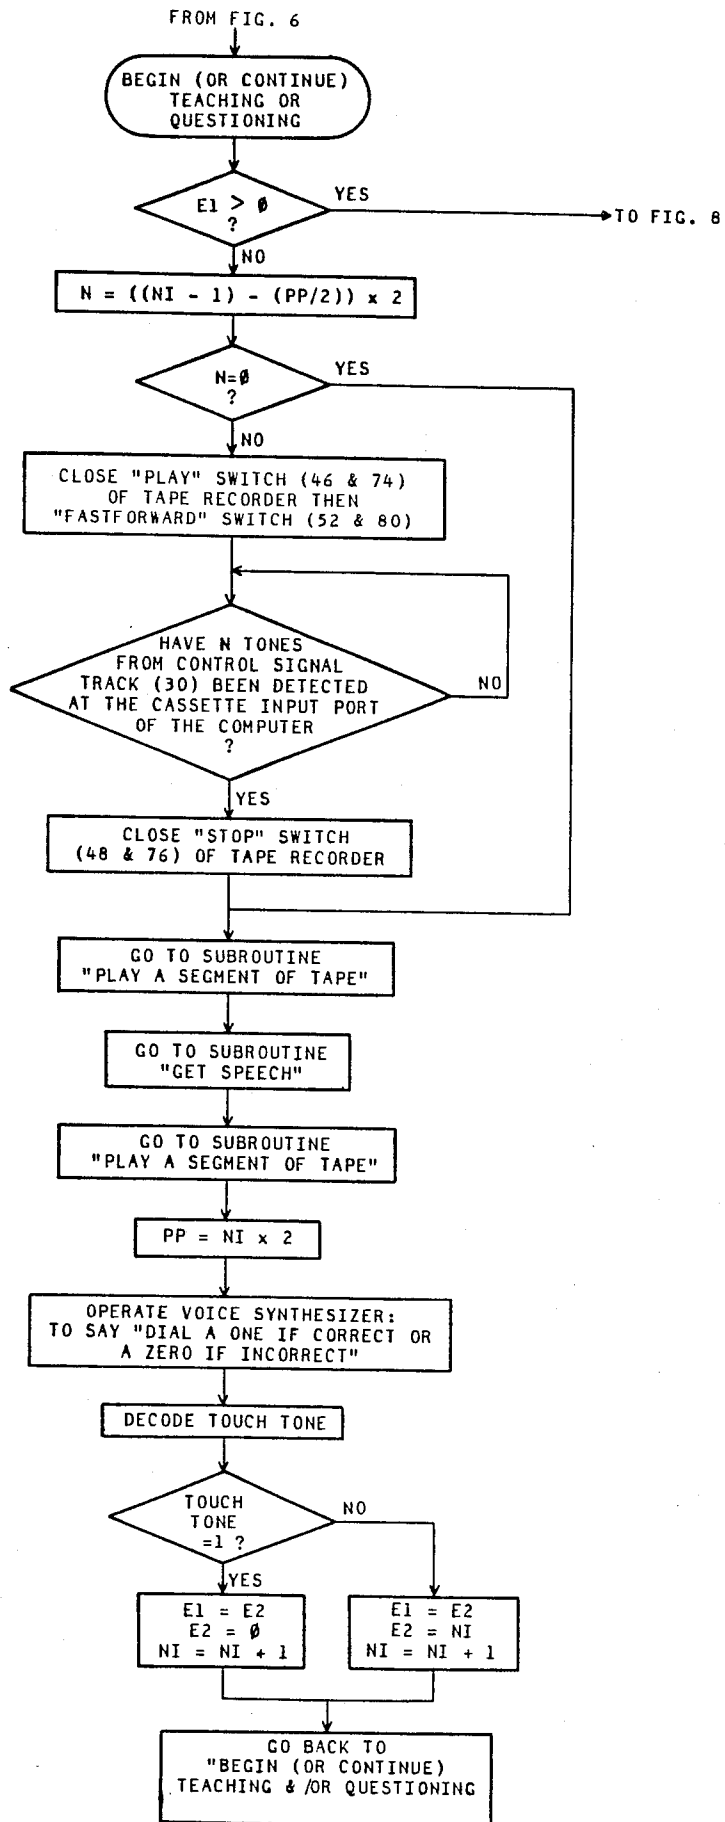 FROM FIG. 6
BEGIN (OR CONTINUE)
TEACHING OR
QUESTIONING
E1 > Ø
?
YES
TO FIG. 8
NO
N = ((NI - 1) - (PP/2)) x 2
N=Ø
?
YES
NO
CLOSE "PLAY" SWITCH (46 & 74)
OF TAPE RECORDER THEN
"FASTFORWARD" SWITCH (52 & 80)
HAVE N TONES
FROM CONTROL SIGNAL
TRACK (30) BEEN DETECTED
AT THE CASSETTE INPUT PORT
OF THE COMPUTER
?
NO
YES
CLOSE "STOP" SWITCH
(48 & 76) OF TAPE RECORDER
GO TO SUBROUTINE
"PLAY A SEGMENT OF TAPE"
GO TO SUBROUTINE
"GET SPEECH"
GO TO SUBROUTINE
"PLAY A SEGMENT OF TAPE"
PP = NI x 2
OPERATE VOICE SYNTHESIZER:
TO SAY "DIAL A ONE IF CORRECT OR
A ZERO IF INCORRECT"
DECODE TOUCH TONE
TOUCH
TONE
=1 ?
NO
YES
E1 = E2
E2 = Ø
NI = NI + 1
E1 = E2
E2 = NI
NI = NI + 1
GO BACK TO
"BEGIN (OR CONTINUE)
TEACHING & /OR QUESTIONING